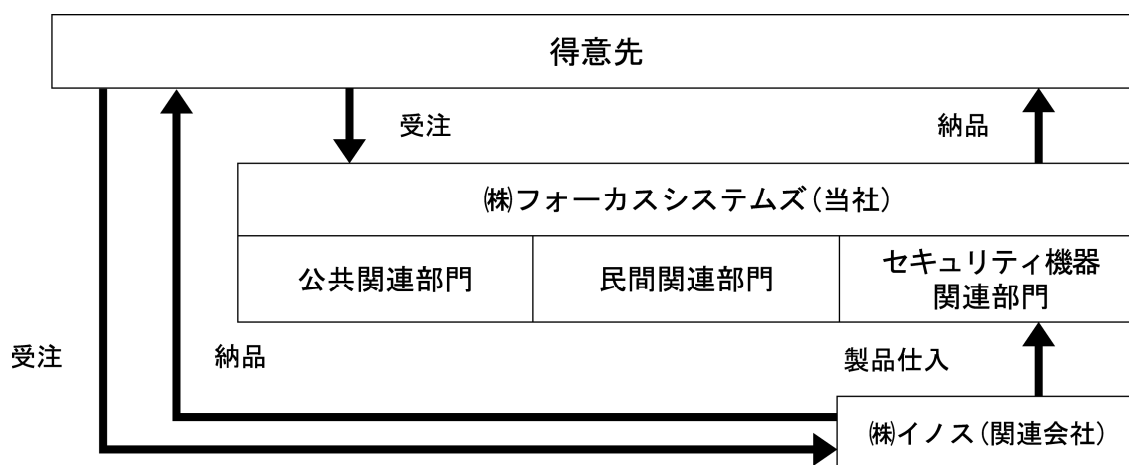 得意先
受注
納品
㈱フォーカスシステムズ（当社）
公共関連部門
民間関連部門
セキュリティ機器
関連部門
受注
納品
製品仕入
㈱イノス（関連会社）